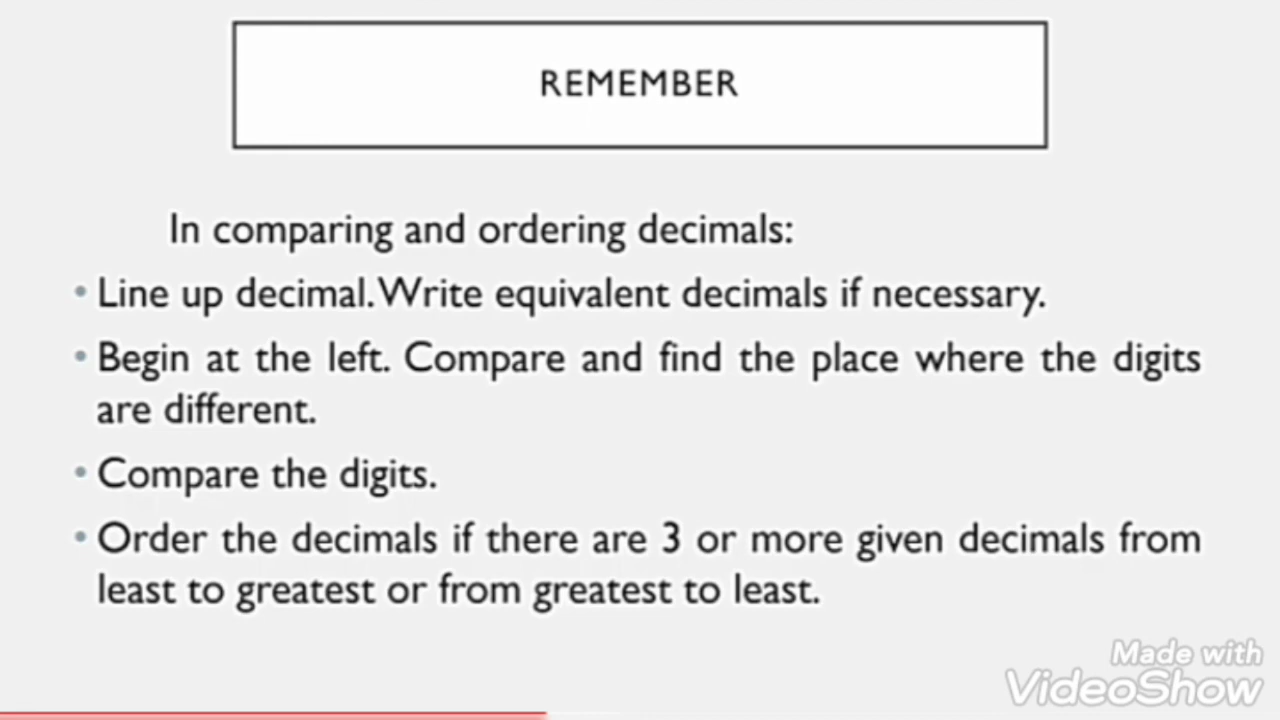 REMEMBER
In comparing and ordering decimals:
• Line up decimal. Write equivalent decimals if necessary.
• Begin at the left. Compare and find the place where the digits
are different.
• Compare the digits.
• Order the decimals if there are 3 or more given decimals from
least to greatest or from greatest to least.
Made with
VideoShow